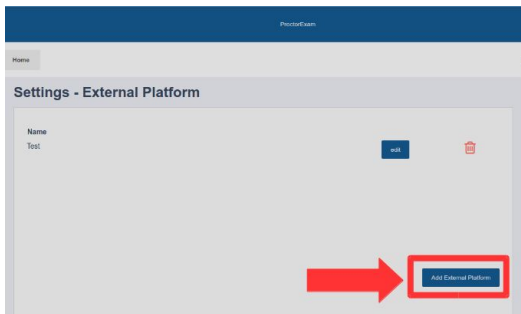 ProctorExam
Home
Settings - External Platform
Name
Test
edit
Add External Platform